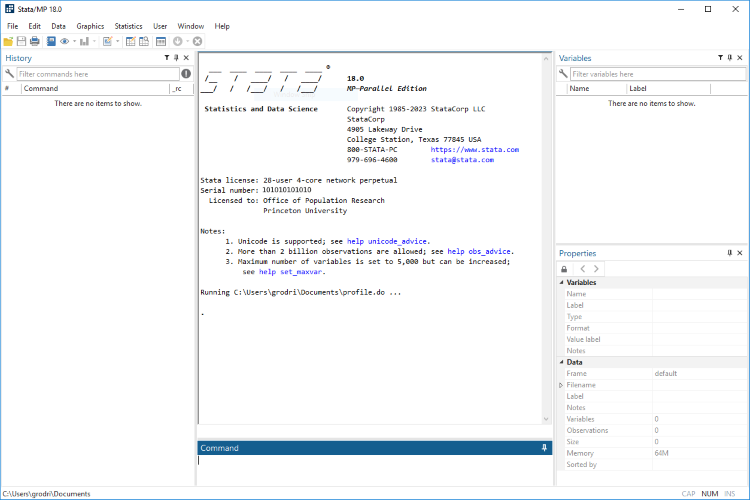 Stata/MP 18.0
File Edit Data Graphics Statistics User Window Help
History
Filter commands here
# Command _rc
There are no items to show.
®
18.0
MP—Parallel Edition
Statistics and Data Science Copyright 1985-2023 StataCorp LLC
StataCorp
4905 Lakeway Drive
College Station, Texas 77845 USA
800-STATA-PC https://www.stata.com
979-696-4600 stata@stata.com
Stata license: 28-user 4-core network perpetual
Serial number: 101010101010
Licensed to: Office of Population Research
Princeton University
Notes:
1. Unicode is supported; see help unicode_advice.
2. More than 2 billion observations are allowed; see help obs_advice.
3. Maximum number of variables is set to 5,000 but can be increased;
see help set_maxvar.
Running C:\Users\grodri\Documents\profile.do ...
.
Command
Variables
Filter variables here
Name Label
There are no items to show.
Properties
Variables
Name
Label
Type
Format
Value label
Notes
Data
Frame default
Filename
Label
Notes
Variables 0
Observations 0
Size 0
Memory 64M
Sorted by
C:\Users\grodri\Documents
CAP NUM INS